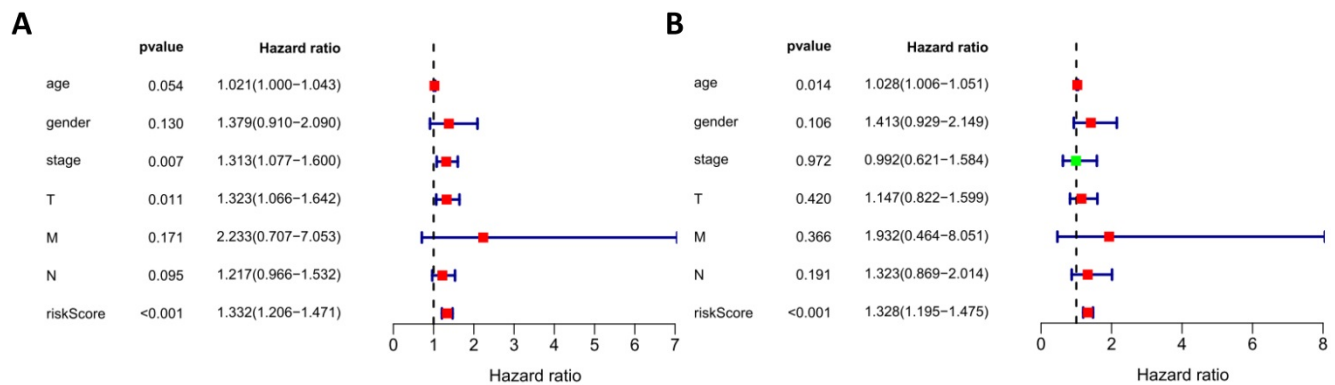 A
pvalue Hazard ratio
age 0.054 1.021(1.000−1.043)
gender 0.130 1.379(0.910−2.090)
stage 0.007 1.313(1.077−1.600)
T 0.011 1.323(1.066−1.642)
M 0.171 2.233(0.707−7.053)
N 0.095 1.217(0.966−1.532)
riskScore <0.001 1.332(1.206−1.471)
0 1 2 3 4 5 6 7
Hazard ratio
B
pvalue Hazard ratio
age 0.014 1.028(1.006−1.051)
gender 0.106 1.413(0.929−2.149)
stage 0.972 0.992(0.621−1.584)
T 0.420 1.147(0.822−1.599)
M 0.366 1.932(0.464−8.051)
N 0.191 1.323(0.869−2.014)
riskScore <0.001 1.328(1.195−1.475)
0 2 4 6 8
Hazard ratio